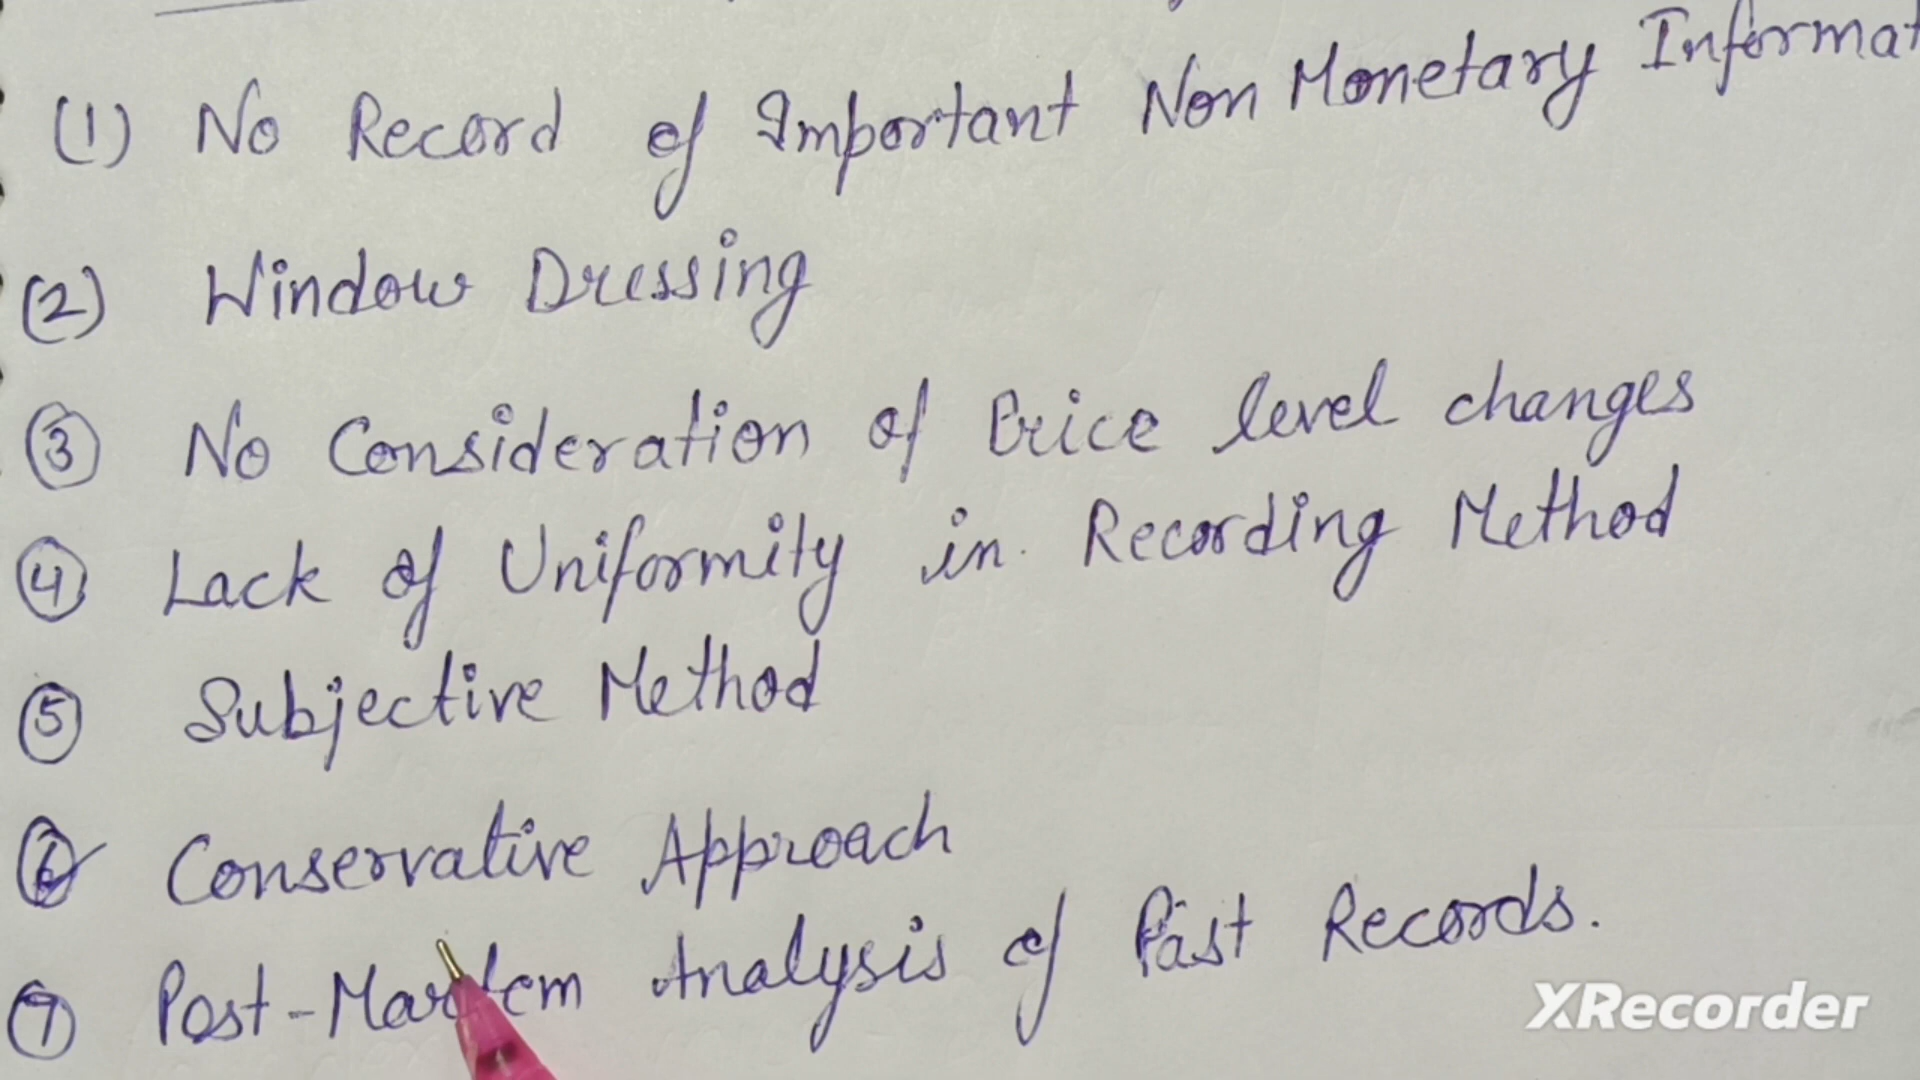 (1) No Record of Important Non Monetary Informat
(2) Window Dressing
3 No Consideration of Price level changes
4 Lack of Uniformity in Recording Method
5 Subjective Method
6 Conservative Approach
7 Post-Martem Analysis of Past Records.
XRecorder